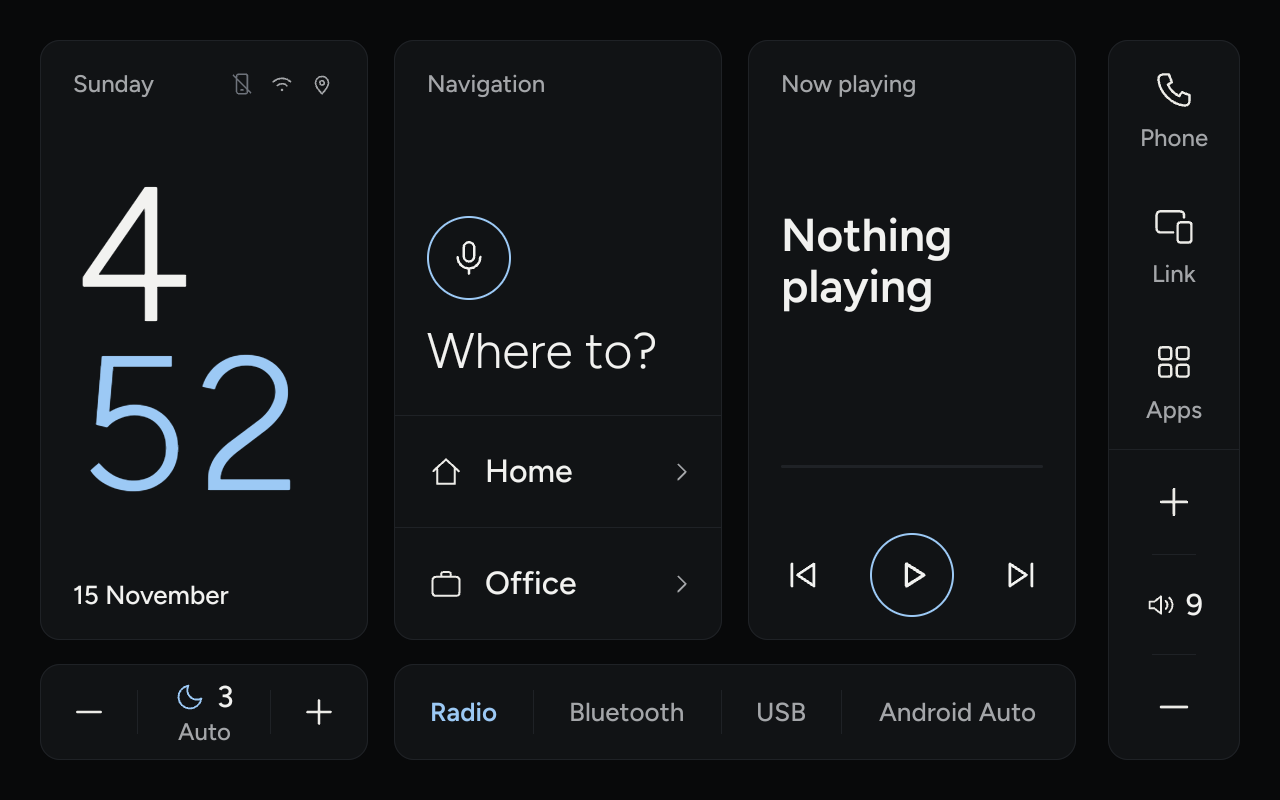 Sunday
4
52
15 November
Navigation
Where to?
Home
Office
Now playing
Nothing
playing
Phone
Link
Apps
9
3
Auto
Radio
Bluetooth
USB
Android Auto